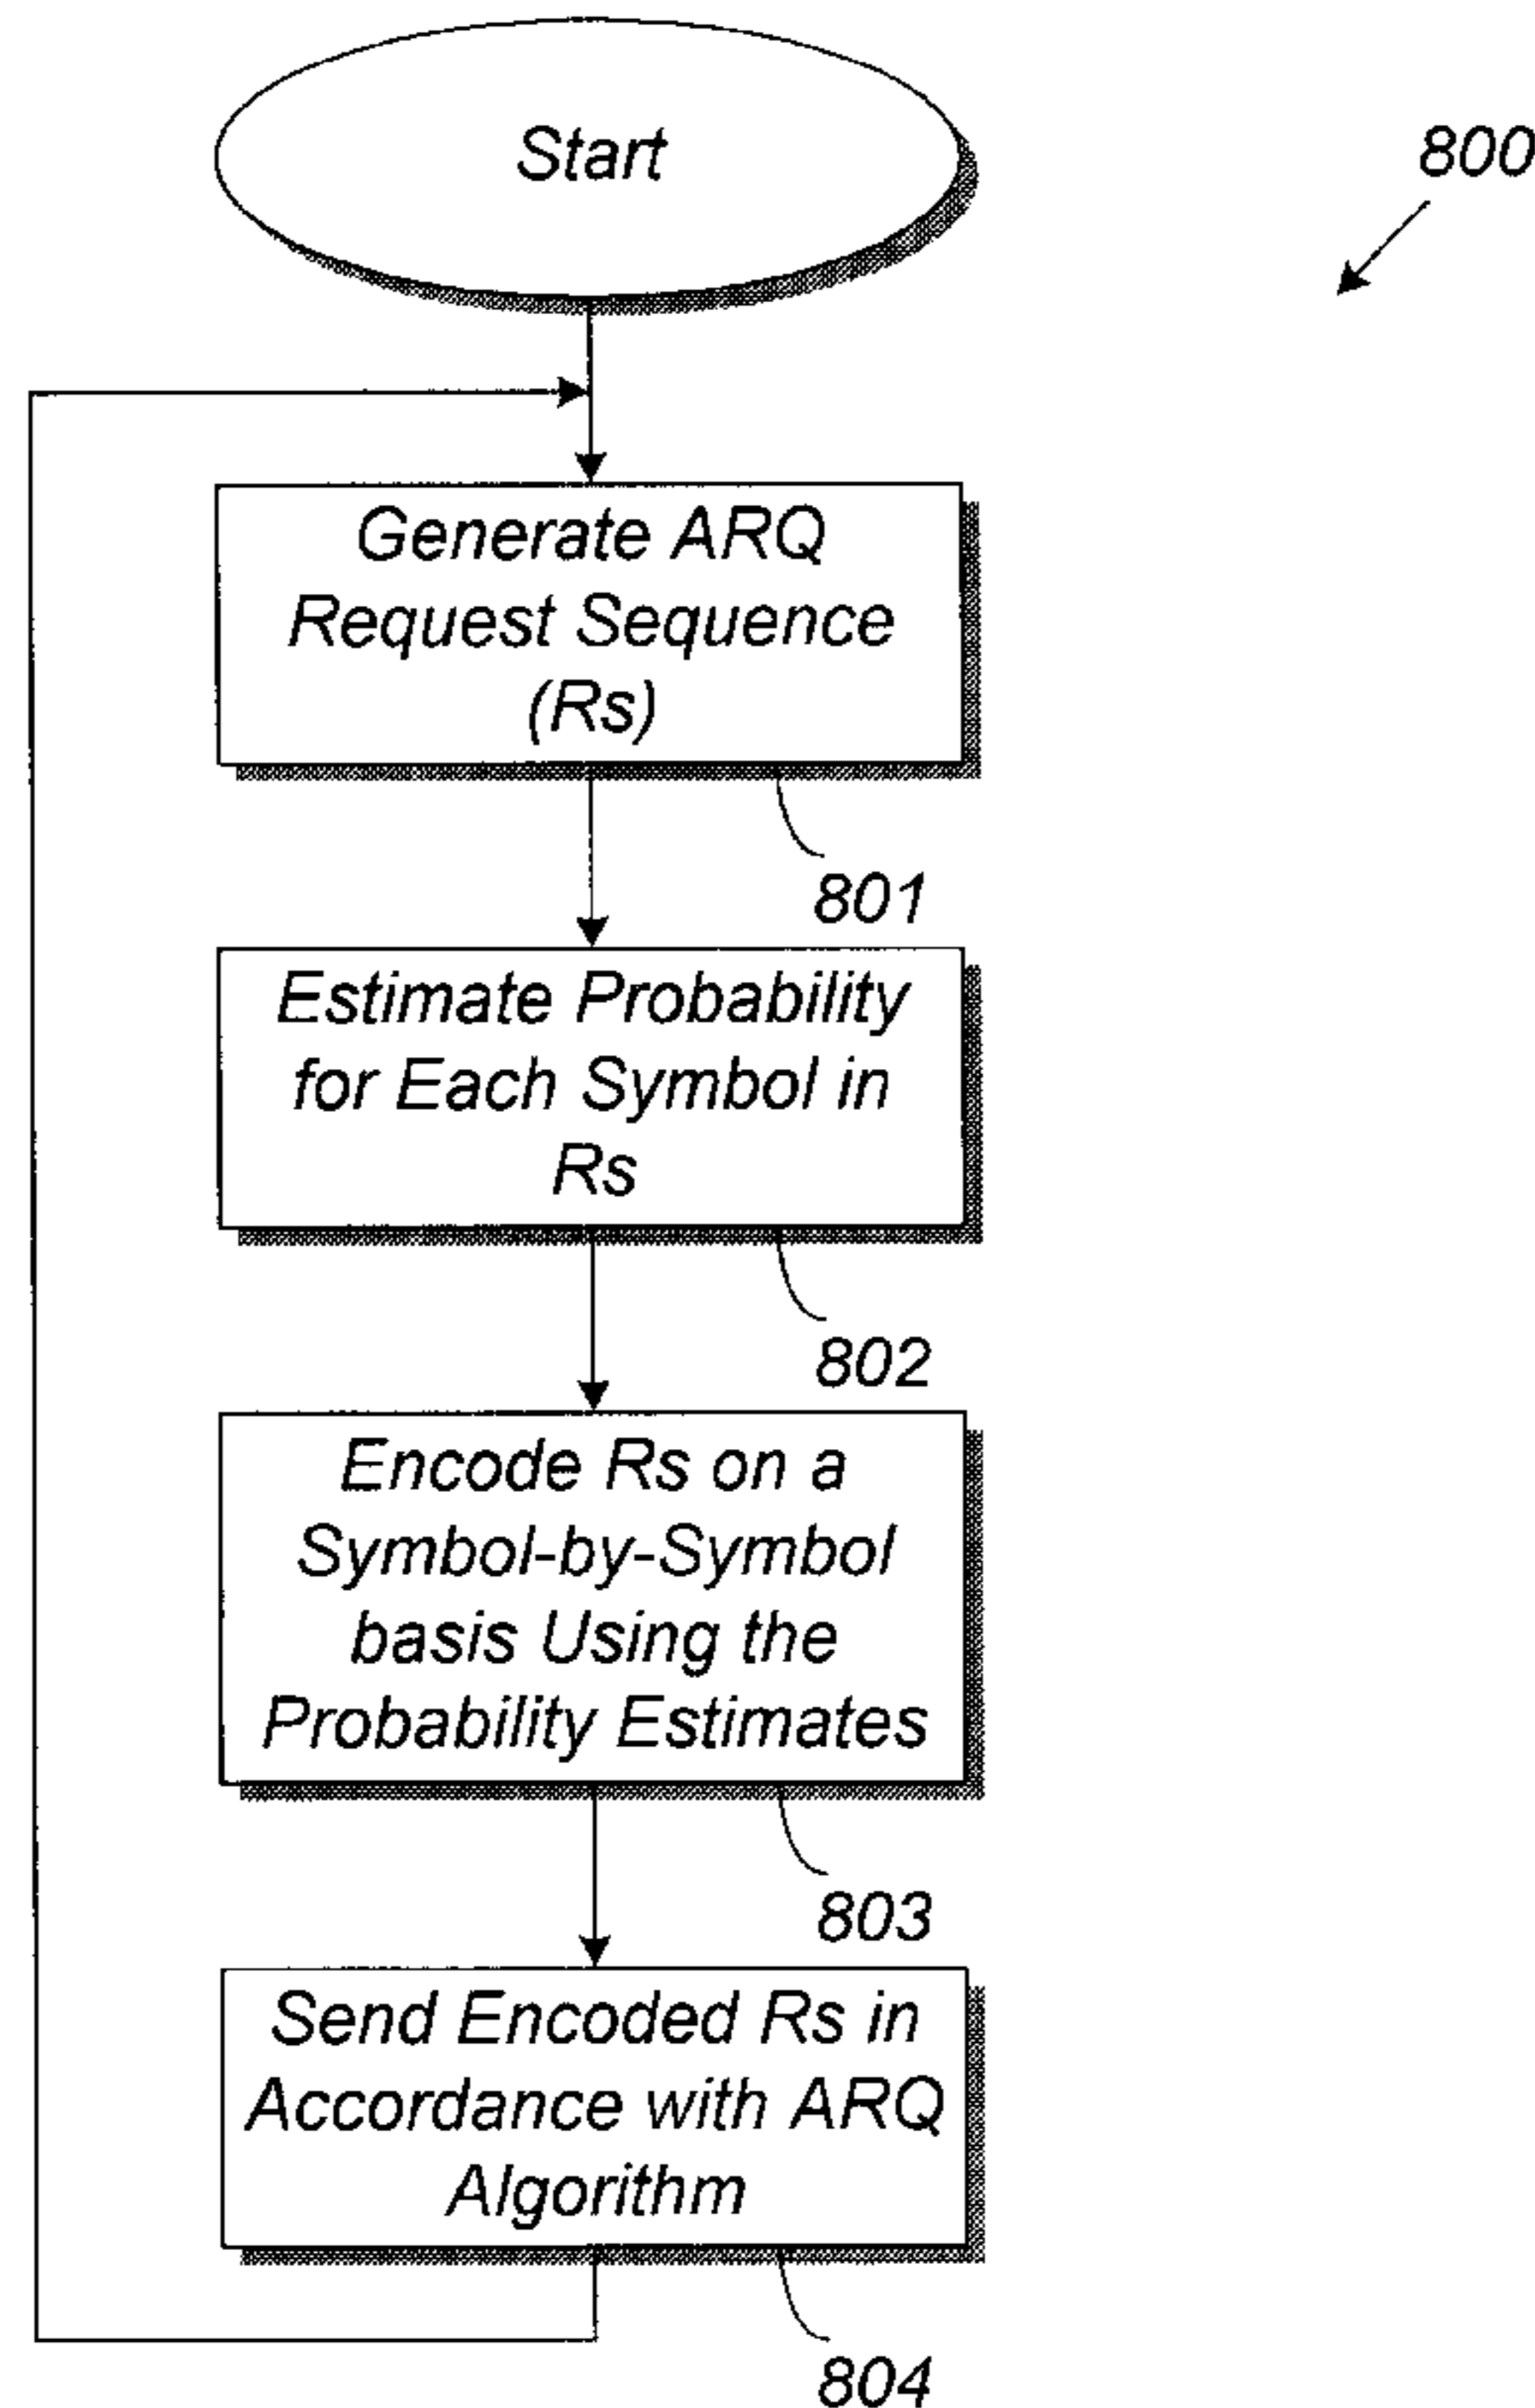 Start
800
Generate ARQ
Request Sequence
(Rs)
801
Estimate Probability
for Each Symbol in
Rs
802
Encode Rs on a
Symbol-by-Symbol
basis Using the
Probability Estimates
803
Send Encoded Rs in
Accordance with ARQ
Algorithm
804